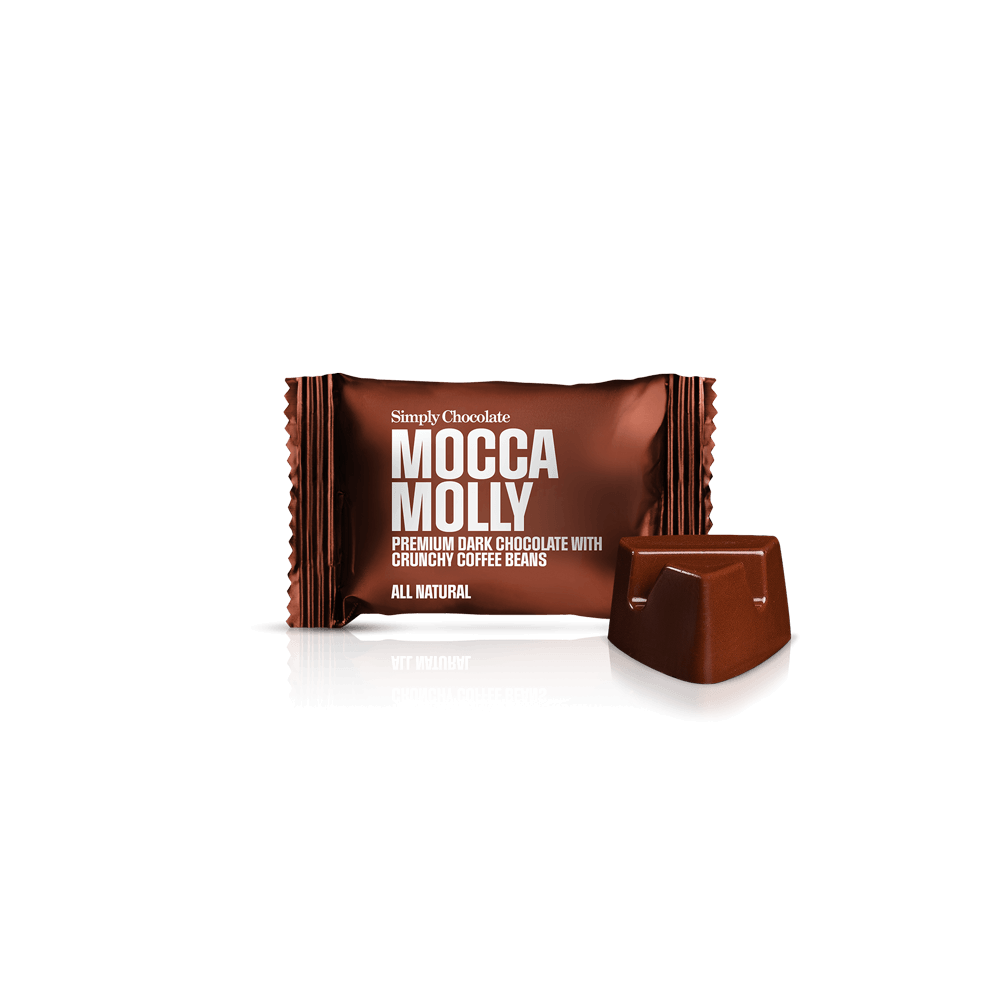 Simply Chocolate
MOCCA
MOLLY
PREMIUM DARK CHOCOLATE WITH
CRUNCHY COFFEE BEANS
ALL NATURAL